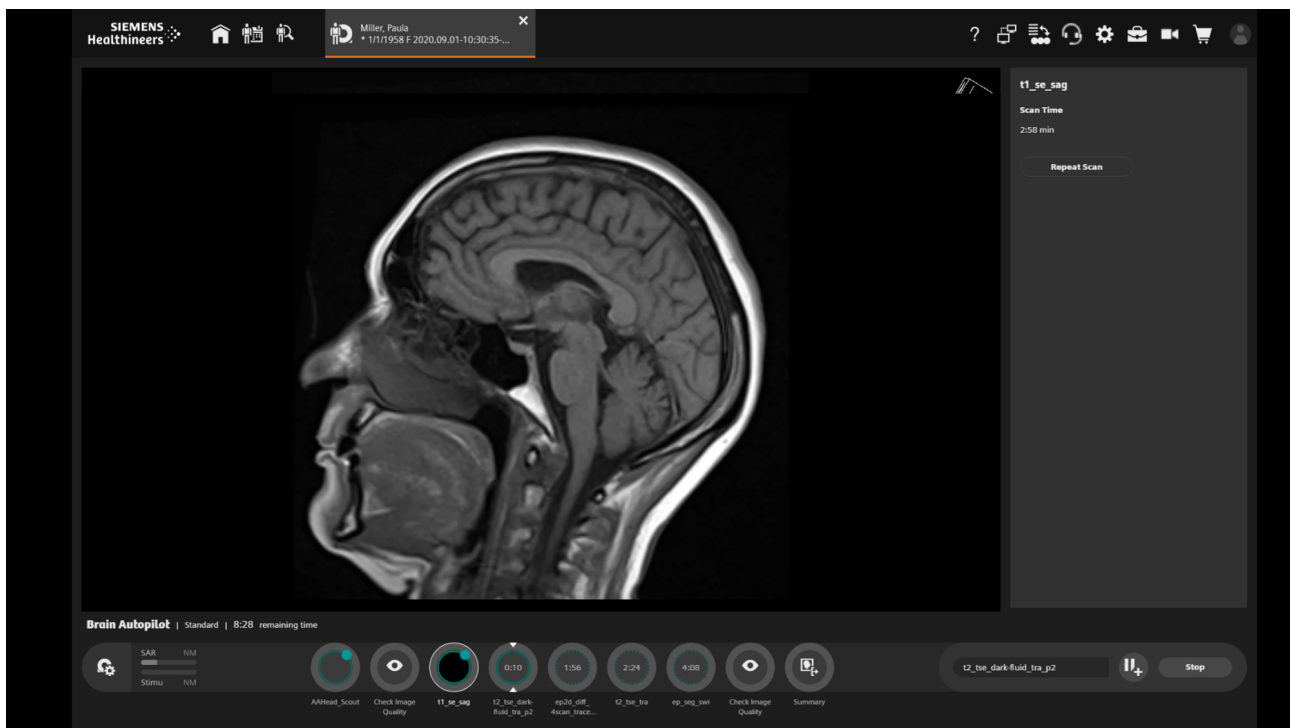 SIEMENS
Healthineers
Miller, Paula
* 1/1/1958 F 2020.09.01-10:30:35-...
?
t1_se_sag
Scan Time
2:58 min
Repeat Scan
Brain Autopilot | Standard | 8:28 remaining time
SAR NM
Stimu NM
0:10
1:56
2:24
4:08
AAHead_Scout
Check Image
Quality
t1_se_sag
t2_tse_dark-
fluid_tra_p2
ep2d_diff_
4scan_trace...
t2_tse_tra
ep_seg_swi
Check Image
Quality
Summary
t2_tse_dark-fluid_tra_p2
Stop